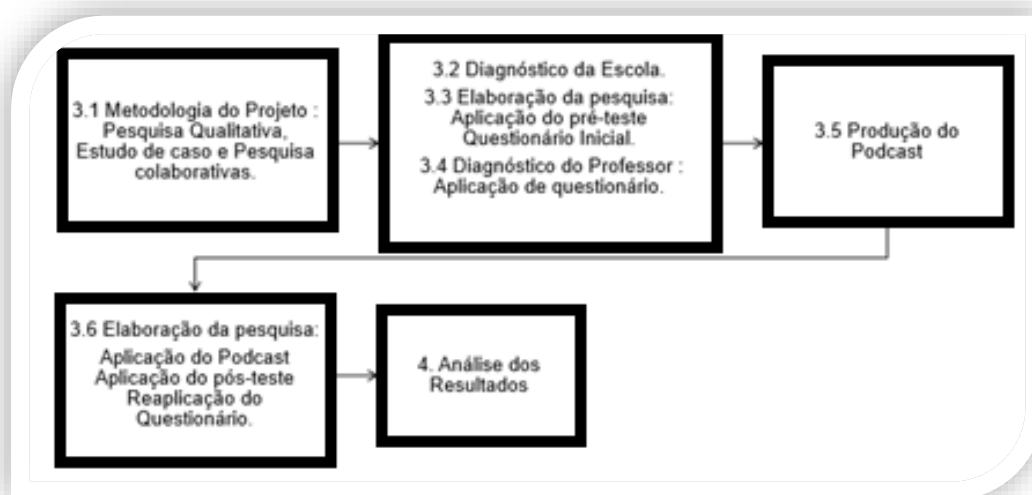 3.1 Metodologia do Projeto :
Pesquisa Qualitativa,
Estudo de caso e Pesquisa
colaborativas.
3.2 Diagnóstico da Escola.
3.3 Elaboração da pesquisa:
Aplicação do pré-teste
Questionário Inicial.
3.4 Diagnóstico do Professor :
Aplicação de questionário.
3.5 Produção do
Podcast
3.6 Elaboração da pesquisa:
Aplicação do Podcast
Aplicação do pós-teste
Reaplicação do
Questionário.
4. Análise dos
Resultados